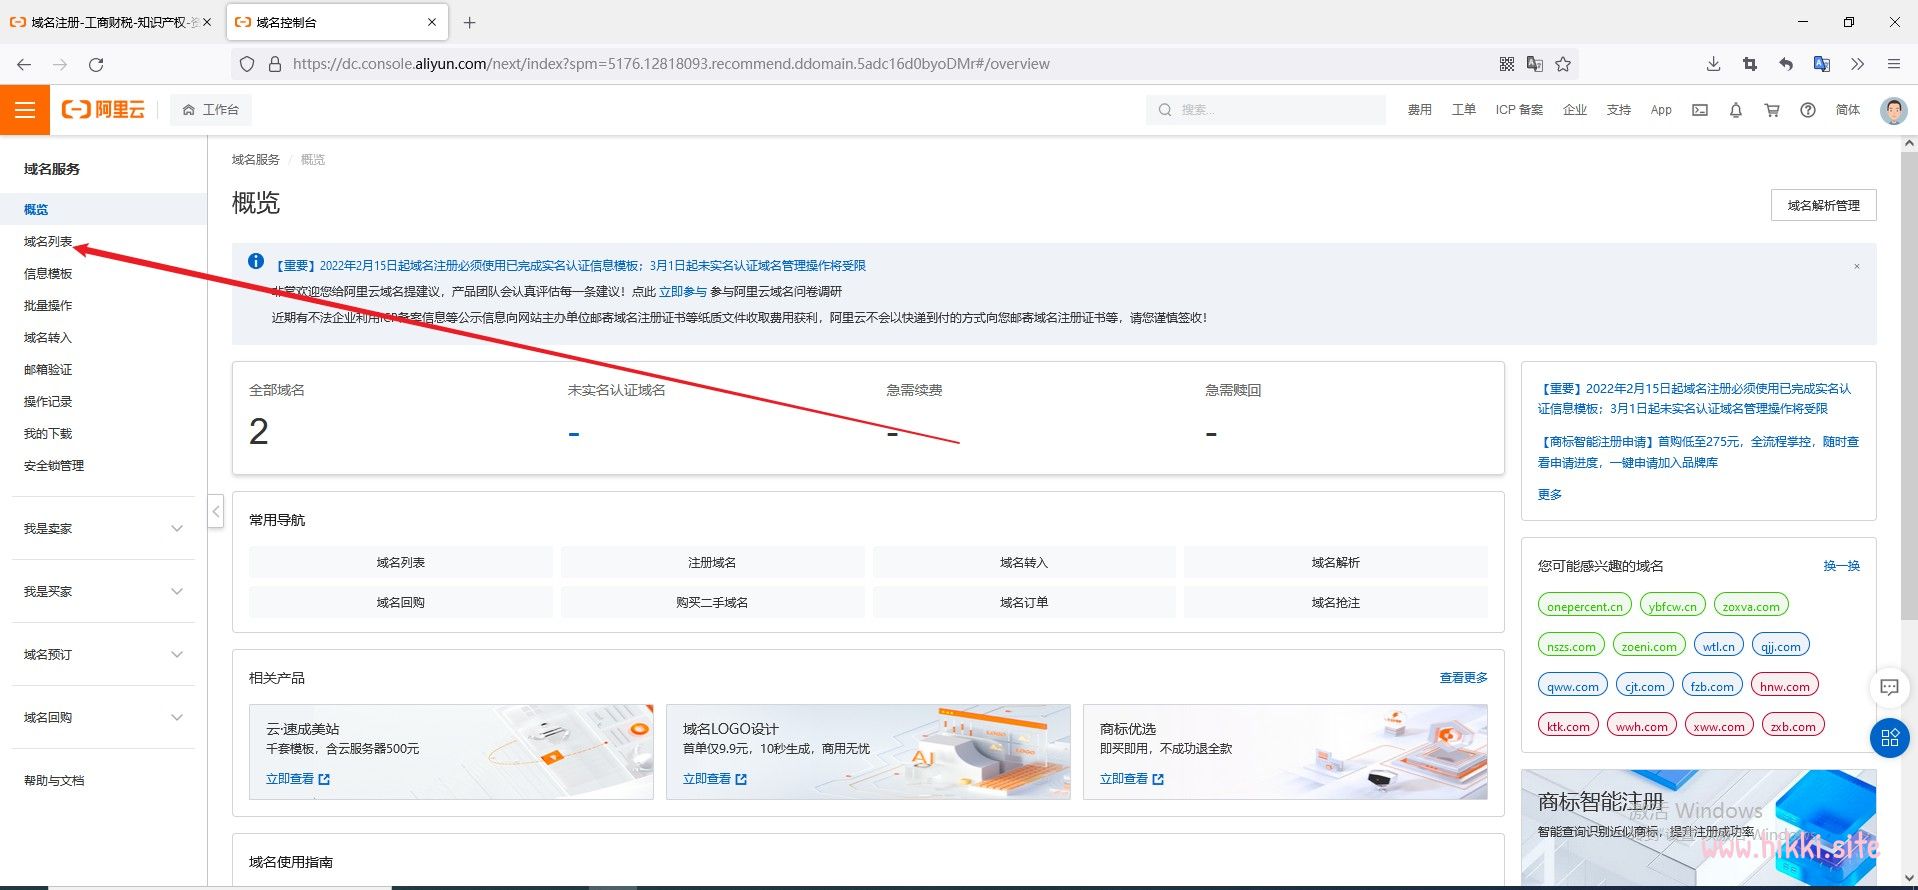 域名注册-工商财税-知识产权-
域名控制台
https://dc.console.aliyun.com/next/index?spm=5176.12818093.recommend.ddomain.5adc16d0byoDMr#/overview
阿里云
工作台
搜索...
费用
工单
ICP 备案
企业
支持
App
简体
域名服务
概览
域名列表
信息模板
批量操作
域名转入
邮箱验证
操作记录
我的下载
安全锁管理
我是卖家
我是买家
域名预订
域名回购
帮助与文档
域名服务 / 概览
概览
域名解析管理
【重要】2022年2月15日起域名注册必须使用已完成实名认证信息模板；3月1日起未实名认证域名管理操作将受限
非常欢迎您给阿里云域名提建议，产品团队会认真评估每一条建议！点此 立即参与 参与阿里云域名问卷调研
近期有不法企业利用ICP备案信息等公示信息向网站主办单位邮寄域名注册证书等纸质文件收取费用获利，阿里云不会以快递到付的方式向您邮寄域名注册证书等，请您谨慎签收！
全部域名
2
未实名认证域名
-
急需续费
-
急需赎回
-
常用导航
域名列表
注册域名
域名转入
域名解析
域名回购
购买二手域名
域名订单
域名抢注
相关产品
查看更多
云·速成美站
千套模板，含云服务器500元
立即查看
域名LOGO设计
首单仅9.9元，10秒生成，商用无忧
立即查看
AI
LOGO
LOGO
商标优选
即买即用，不成功退全款
立即查看
域名使用指南
【重要】2022年2月15日起域名注册必须使用已完成实名认
证信息模板；3月1日起未实名认证域名管理操作将受限
【商标智能注册申请】首购低至275元，全流程掌控，随时查
看申请进度，一键申请加入品牌库
更多
您可能感兴趣的域名
换一换
onepercent.cn
ybfcw.cn
zoxva.com
nszs.com
zoeni.com
wtl.cn
qjj.com
qww.com
cjt.com
fzb.com
hnw.com
ktk.com
wwh.com
xww.com
zxb.com
商标智能注册
智能查询识别近似商标，提升注册成功率
激活 Windows
www.hikki.site